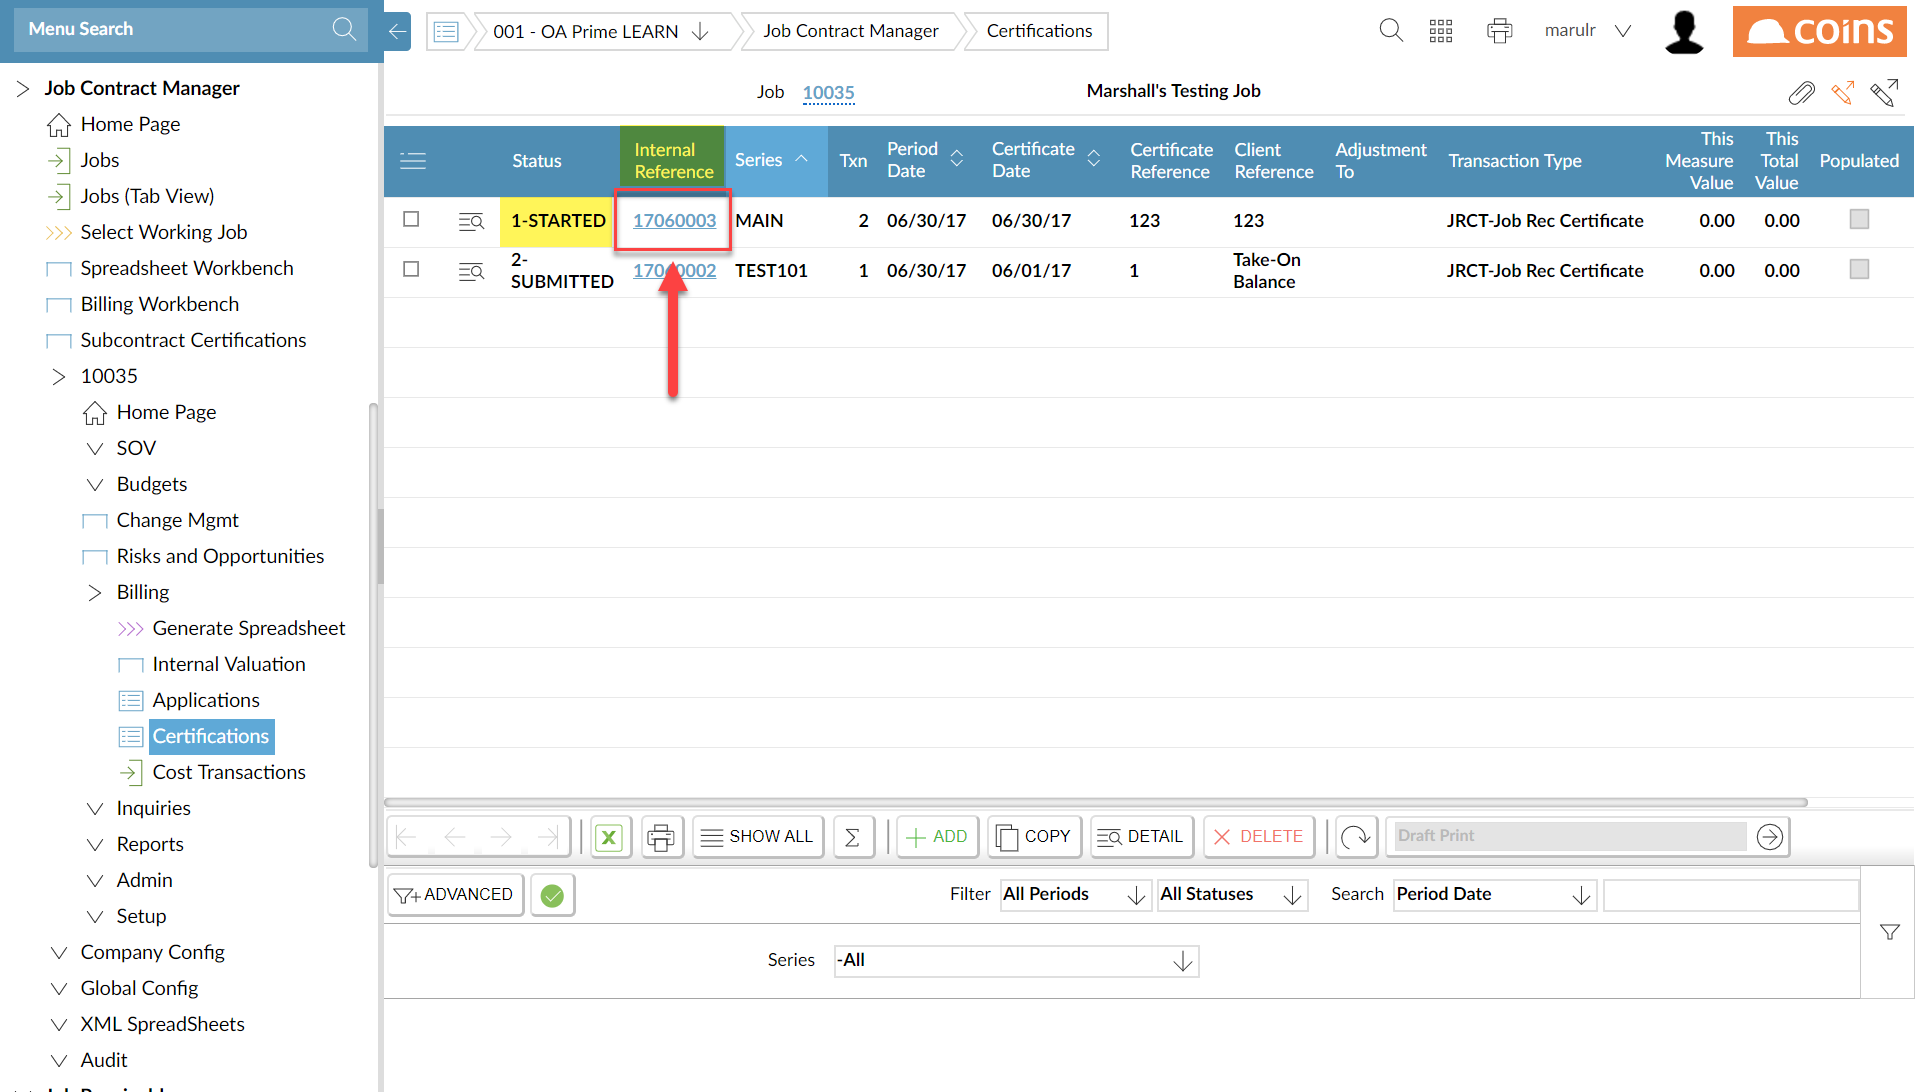 Menu Search
001 - OA Prime LEARN
Job Contract Manager
Certifications
marulr
coins
Job 10035
Marshall's Testing Job
Job Contract Manager
Home Page
Jobs
Jobs (Tab View)
Select Working Job
Spreadsheet Workbench
Billing Workbench
Subcontract Certifications
10035
Home Page
SOV
Budgets
Change Mgmt
Risks and Opportunities
Billing
Generate Spreadsheet
Internal Valuation
Applications
Certifications
Cost Transactions
Inquiries
Reports
Admin
Setup
Company Config
Global Config
XML SpreadSheets
Audit
Status
Internal
Reference
Series
Txn
Period
Date
Certificate
Date
Certificate
Reference
Client
Reference
Adjustment
To
Transaction Type
This
Measure
Value
This
Total
Value
Populated
1-STARTED 17060003 MAIN 2 06/30/17 06/30/17 123 123 JRCT-Job Rec Certificate 0.00 0.00
2-
SUBMITTED 17060002 TEST101 1 06/30/17 06/01/17 1 Take-On
Balance JRCT-Job Rec Certificate 0.00 0.00
SHOW ALL
ADD
COPY
DETAIL
DELETE
Draft Print
ADVANCED
Filter All Periods All Statuses Search Period Date
Series -All